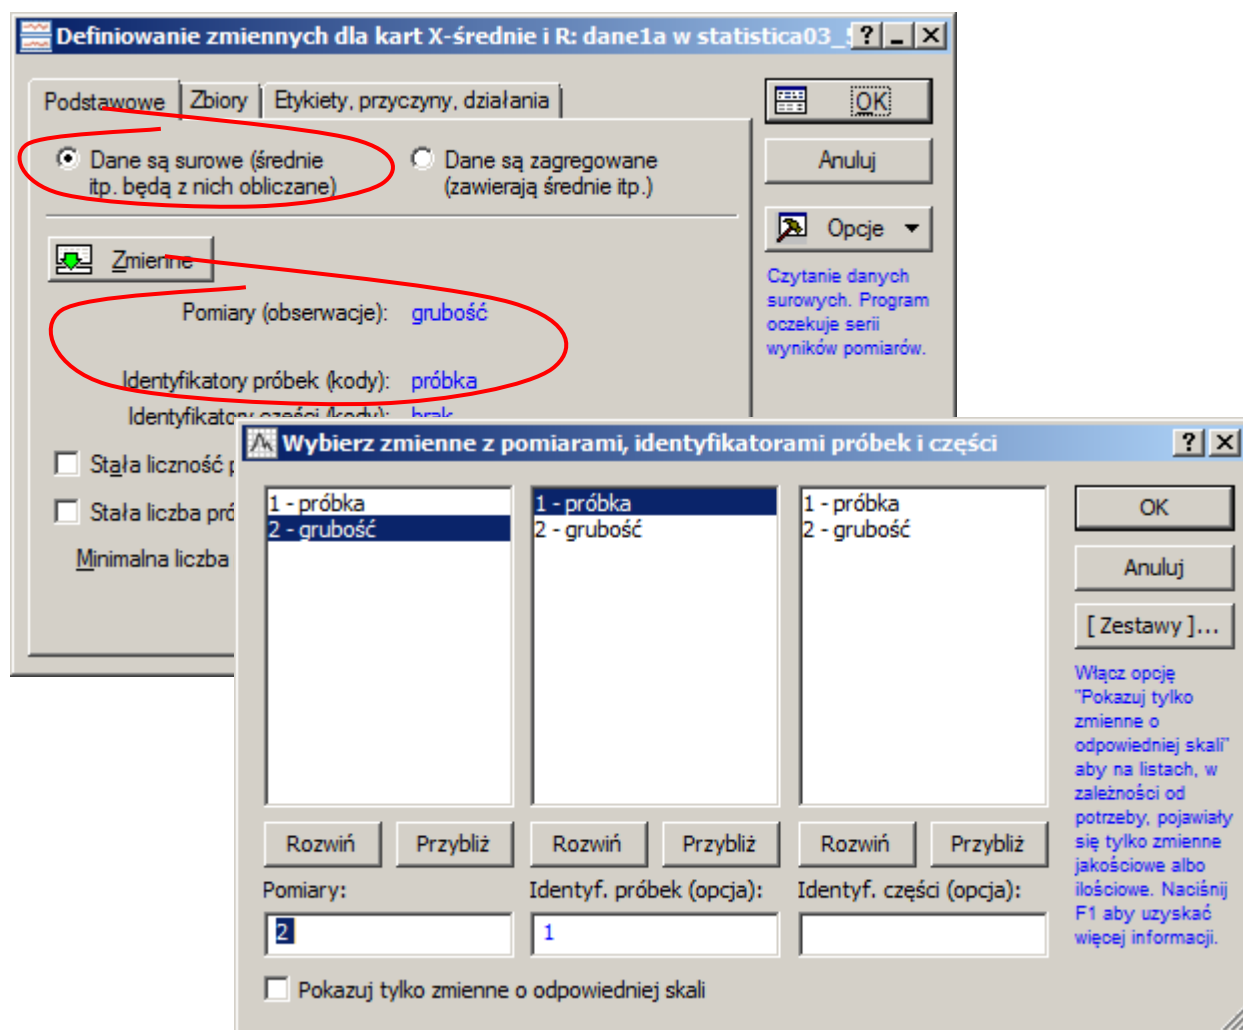 Definiowanie zmiennych dla kart X-średnie i R: dane1a w statistica03_
Podstawowe Zbiory Etykiety, przyczyny, działania
OK
Dane są surowe (średnie
itp. będą z nich obliczane)
Dane są zagregowane
(zawierają średnie itp.)
Anuluj
Opcje
Zmienne
Czytanie danych
surowych. Program
oczekuje serii
wyników pomiarów.
Pomiary (obserwacje): grubość
Identyfikatory próbek (kody): próbka
Identyfikatory części (kody): brak
Stała liczność
Stała liczba
Minimalna liczba
Wybierz zmienne z pomiarami, identyfikatorami próbek i części
1 - próbka
2 - grubość
1 - próbka
2 - grubość
1 - próbka
2 - grubość
OK
Anuluj
[ Zestawy ]...
Włącz opcję
"Pokazuj tylko
zmienne o
odpowiedniej skali"
aby na listach, w
zależności od
potrzeby, pojawiały
się tylko zmienne
jakościowe albo
ilościowe. Naciśnij
F1 aby uzyskać
więcej informacji.
Rozwiń Przybliż Rozwiń Przybliż Rozwiń Przybliż
Pomiary: Identyf. próbek (opcja): Identyf. części (opcja):
2 1
Pokazuj tylko zmienne o odpowiedniej skali